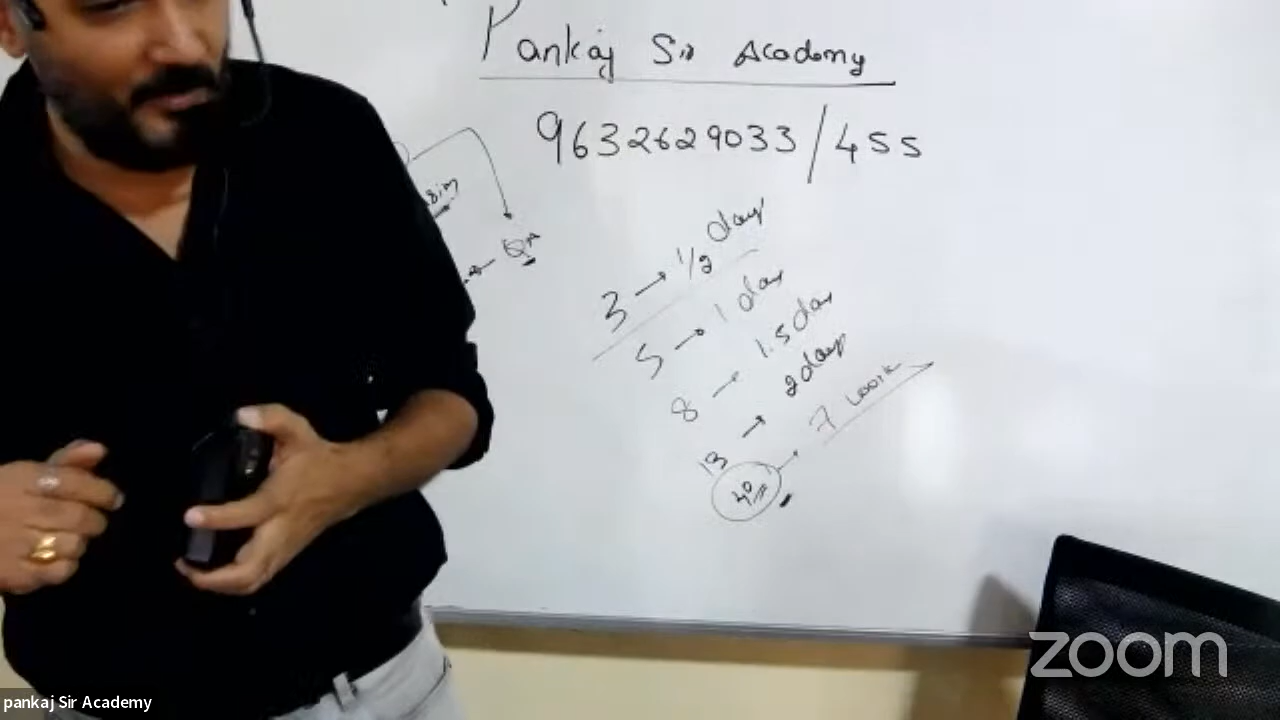 Pankaj Sir Academy
9632629033/455
3 → 1/2 day
5 → 1 day
8 → 1.5 day
13 → 2 days
40 → 7
QA
zoom
pankaj Sir Academy